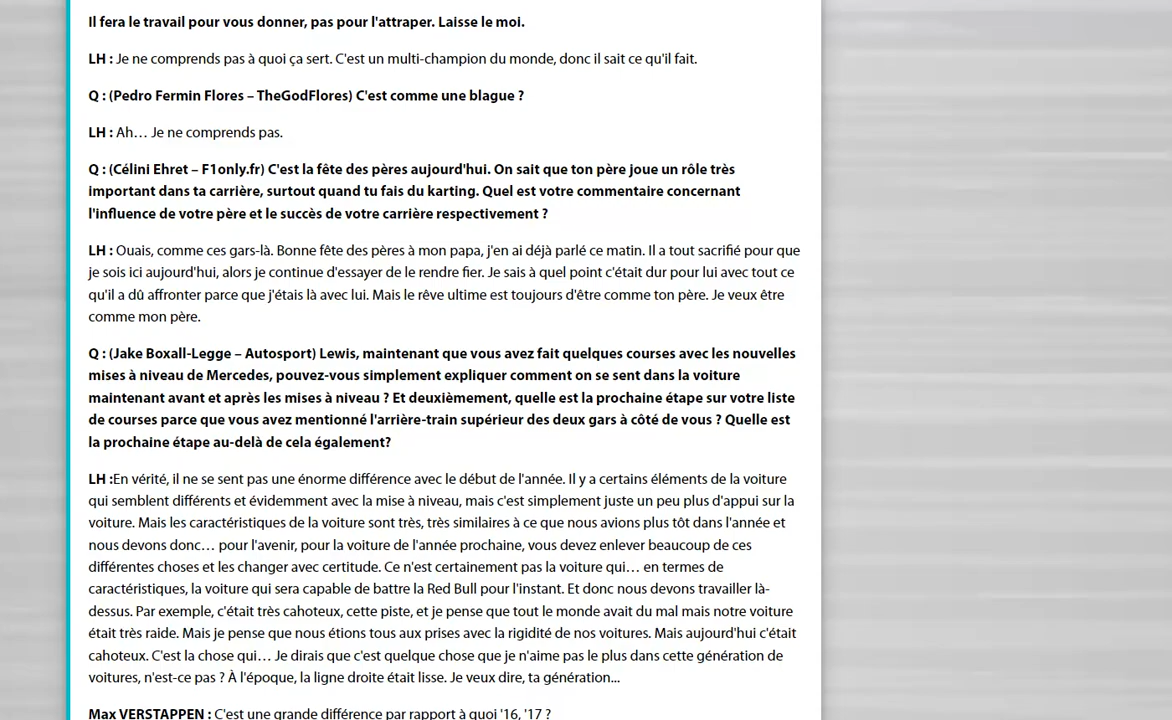 Il fera le travail pour vous donner, pas pour l'attraper. Laisse le moi.
LH : Je ne comprends pas à quoi ça sert. C'est un multi-champion du monde, donc il sait ce qu'il fait.
Q : (Pedro Fermin Flores – TheGodFlores) C'est comme une blague ?
LH : Ah… Je ne comprends pas.
Q : (Célini Ehret – F1only.fr) C'est la fête des pères aujourd'hui. On sait que ton père joue un rôle très
important dans ta carrière, surtout quand tu fais du karting. Quel est votre commentaire concernant
l'influence de votre père et le succès de votre carrière respectivement ?
LH : Ouais, comme ces gars-là. Bonne fête des pères à mon papa, j'en ai déjà parlé ce matin. Il a tout sacrifié pour que
je sois ici aujourd'hui, alors je continue d'essayer de le rendre fier. Je sais à quel point c'était dur pour lui avec tout ce
qu'il a dû affronter parce que j'étais là avec lui. Mais le rêve ultime est toujours d'être comme ton père. Je veux être
comme mon père.
Q : (Jake Boxall-Legge – Autosport) Lewis, maintenant que vous avez fait quelques courses avec les nouvelles
mises à niveau de Mercedes, pouvez-vous simplement expliquer comment on se sent dans la voiture
maintenant avant et après les mises à niveau ? Et deuxièmement, quelle est la prochaine étape sur votre liste
de courses parce que vous avez mentionné l'arrière-train supérieur des deux gars à côté de vous ? Quelle est
la prochaine étape au-delà de cela également?
LH :En vérité, il ne se sent pas une énorme différence avec le début de l'année. Il y a certains éléments de la voiture
qui semblent différents et évidemment avec la mise à niveau, mais c'est simplement juste un peu plus d'appui sur la
voiture. Mais les caractéristiques de la voiture sont très, très similaires à ce que nous avions plus tôt dans l'année et
nous devons donc… pour l'avenir, pour la voiture de l'année prochaine, vous devez enlever beaucoup de ces
différentes choses et les changer avec certitude. Ce n'est certainement pas la voiture qui… en termes de
caractéristiques, la voiture qui sera capable de battre la Red Bull pour l'instant. Et donc nous devons travailler là-
dessus. Par exemple, c'était très cahoteux, cette piste, et je pense que tout le monde avait du mal mais notre voiture
était très raide. Mais je pense que nous étions tous aux prises avec la rigidité de nos voitures. Mais aujourd'hui c'était
cahoteux. C'est la chose qui… Je dirais que c'est quelque chose que je n'aime pas le plus dans cette génération de
voitures, n'est-ce pas ? À l'époque, la ligne droite était lisse. Je veux dire, ta génération...
Max VERSTAPPEN : C'est une grande différence par rapport à quoi '16, '17 ?